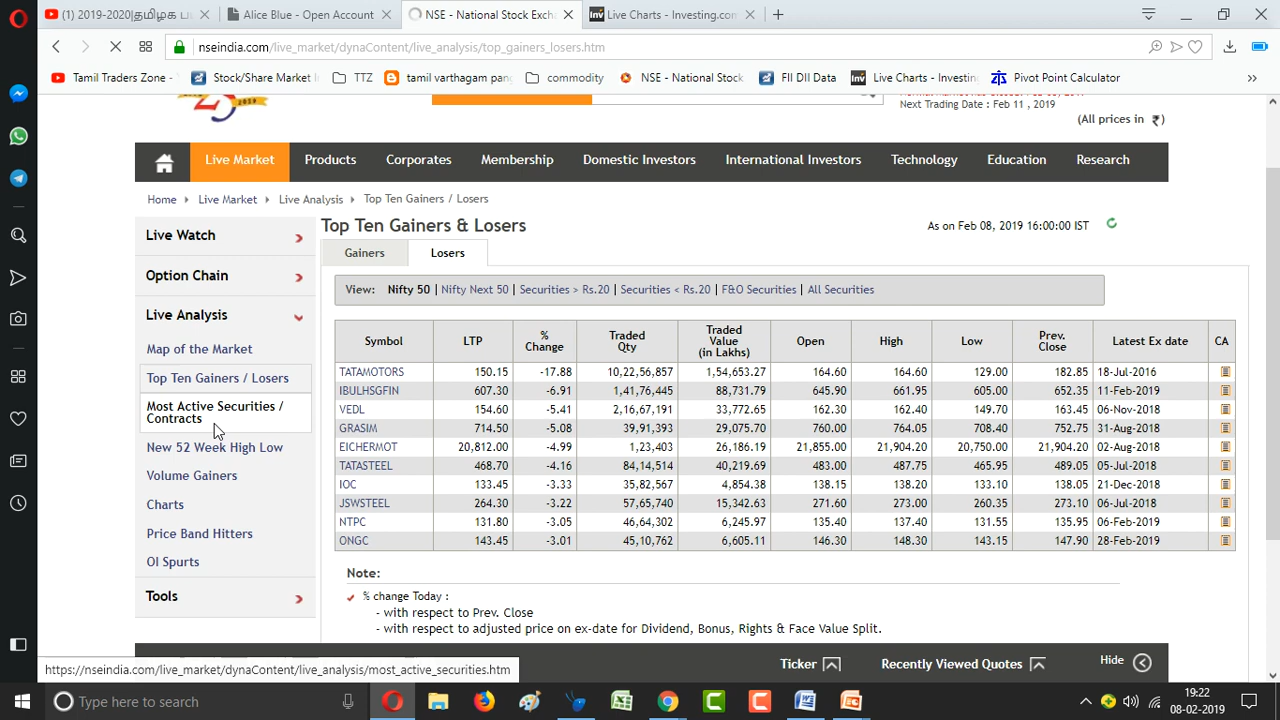 (1) 2019-2020|தமிழக ப
Alice Blue - Open Account
NSE - National Stock Excha
Live Charts - Investing.com
nseindia.com/live_market/dynaContent/live_analysis/top_gainers_losers.htm
Tamil Traders Zone -
Stock/Share Market I
TTZ
tamil varthagam pang
commodity
NSE - National Stock
FII DII Data
Live Charts - Investin
Pivot Point Calculator
2019
Next Trading Date : Feb 11 , 2019
(All prices in ₹)
Live Market Products Corporates Membership Domestic Investors International Investors Technology Education Research
Home Live Market Live Analysis Top Ten Gainers / Losers
Live Watch
Option Chain
Live Analysis
Map of the Market
Top Ten Gainers / Losers
Most Active Securities /
Contracts
New 52 Week High Low
Volume Gainers
Charts
Price Band Hitters
OI Spurts
Tools
Top Ten Gainers & Losers
As on Feb 08, 2019 16:00:00 IST
Gainers Losers
View: Nifty 50 | Nifty Next 50 | Securities > Rs.20 | Securities < Rs.20 | F&O Securities | All Securities
Symbol LTP % Change Traded Qty Traded Value (in Lakhs) Open High Low Prev. Close Latest Ex date CA
TATAMOTORS 150.15 -17.88 10,22,56,857 1,54,653.27 164.60 164.60 129.00 182.85 18-Jul-2016
IBULHSGFIN 607.30 -6.91 1,41,76,445 88,731.79 645.90 661.95 605.00 652.35 11-Feb-2019
VEDL 154.60 -5.41 2,16,67,191 33,772.65 162.30 162.40 149.70 163.45 06-Nov-2018
GRASIM 714.50 -5.08 39,91,393 29,075.70 760.00 764.05 708.40 752.75 31-Aug-2018
EICHERMOT 20,812.00 -4.99 1,23,403 26,186.19 21,855.00 22,247.00 20,750.00 21,904.20 02-Aug-2018
TATASTEEL 468.70 -4.16 84,14,514 40,219.69 483.00 487.75 465.95 489.05 05-Jul-2018
IOC 133.45 -3.33 35,82,567 4,854.38 138.15 138.20 133.10 138.05 21-Dec-2018
JSWSTEEL 264.30 -3.22 57,65,740 15,342.63 271.60 273.00 260.35 273.10 06-Jul-2018
NTPC 131.80 -3.05 46,64,302 6,245.97 135.40 137.40 131.55 135.95 06-Feb-2019
ONGC 143.45 -3.01 45,10,762 6,605.11 146.30 148.30 143.15 147.90 28-Feb-2019
Note:
% change Today :
- with respect to Prev. Close
- with respect to adjusted price on ex-date for Dividend, Bonus, Rights & Face Value Split.
Ticker Recently Viewed Quotes Hide
https://nseindia.com/live_market/dynaContent/live_analysis/most_active_securities.htm
Type here to search
19:22
08-02-2019